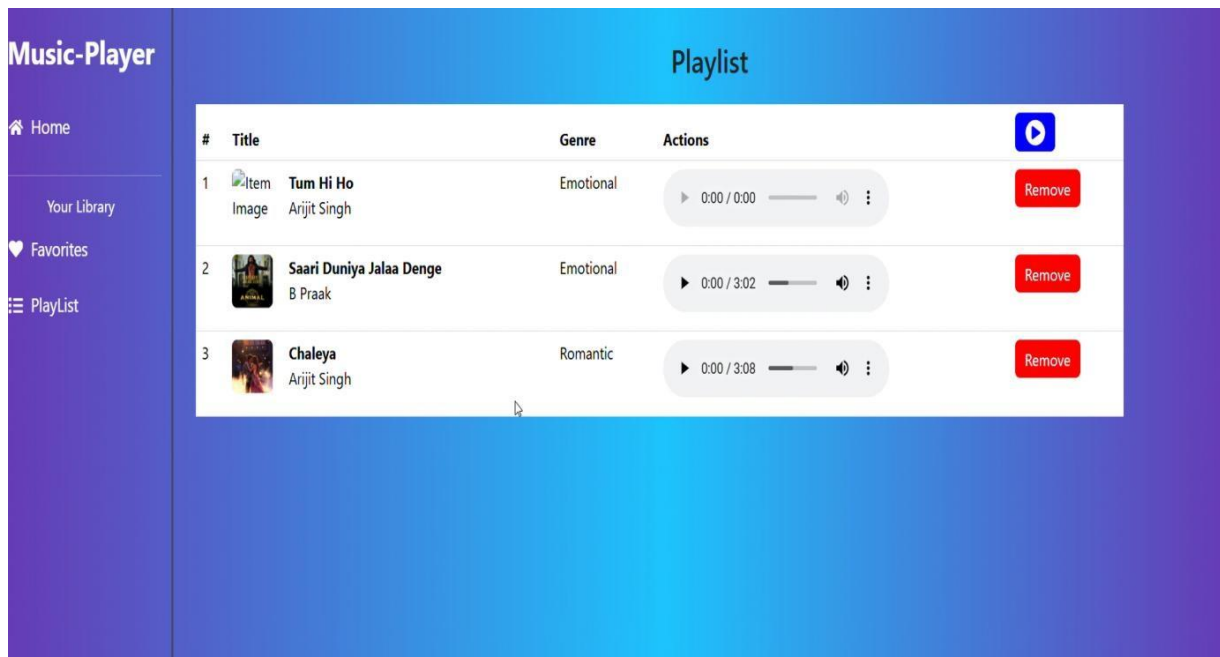 Music-Player
Home
Your Library
Favorites
PlayList
Playlist
# Title Genre Actions
1 Item Image Tum Hi Ho Arijit Singh Emotional 0:00 / 0:00 Remove
2 Saari Duniya Jalaa Denge B Praak Emotional 0:00 / 3:02 Remove
ANIMAL
3 Chaleya Arijit Singh Romantic 0:00 / 3:08 Remove